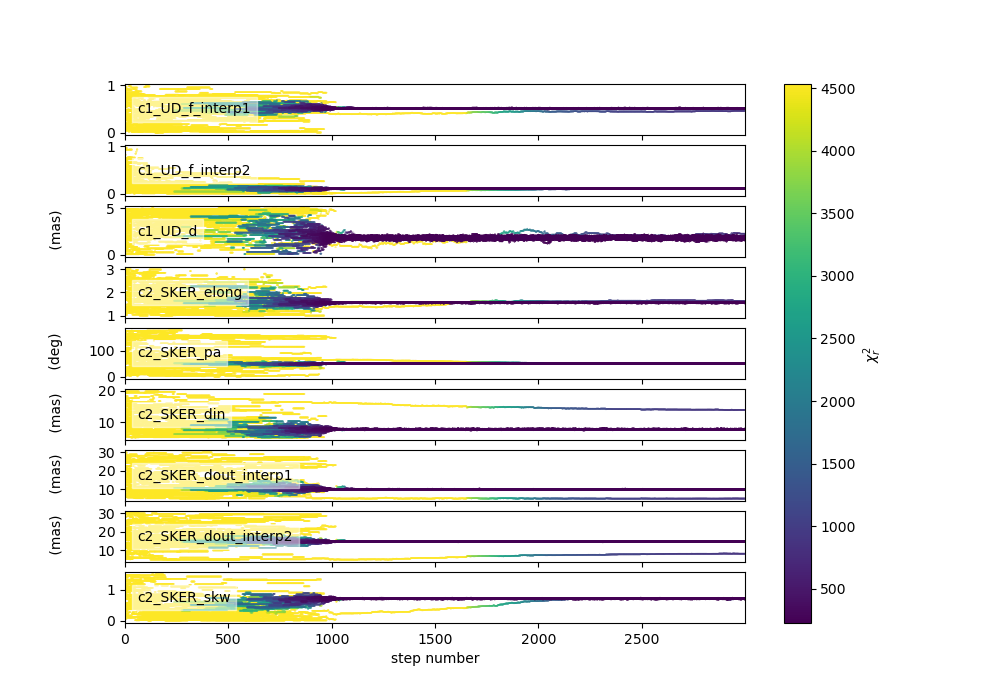 1
c1_UD_f_interp1
0
1
c1_UD_f_interp2
0
(mas)
5
c1_UD_d
0
3
c2_SKER_elong
2
1
(deg)
100
c2_SKER_pa
0
(mas)
20
c2_SKER_din
10
(mas)
30
20
c2_SKER_dout_interp1
10
(mas)
30
20
c2_SKER_dout_interp2
10
1
c2_SKER_skw
0
0 500 1000 1500 2000 2500
step number
4500
4000
3500
3000
2500
χ²ᵣ
2000
1500
1000
500